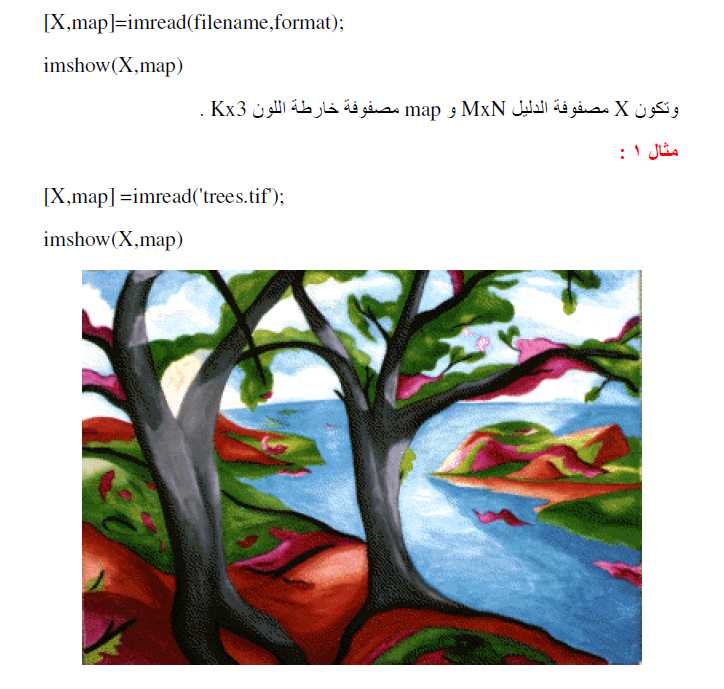 [X,map]=imread(filename,format);
imshow(X,map)
وتكون X مصفوفة الدليل MxN و map مصفوفة خارطة اللون Kx3 .
مثال ١ :
[X,map] =imread('trees.tif');
imshow(X,map)